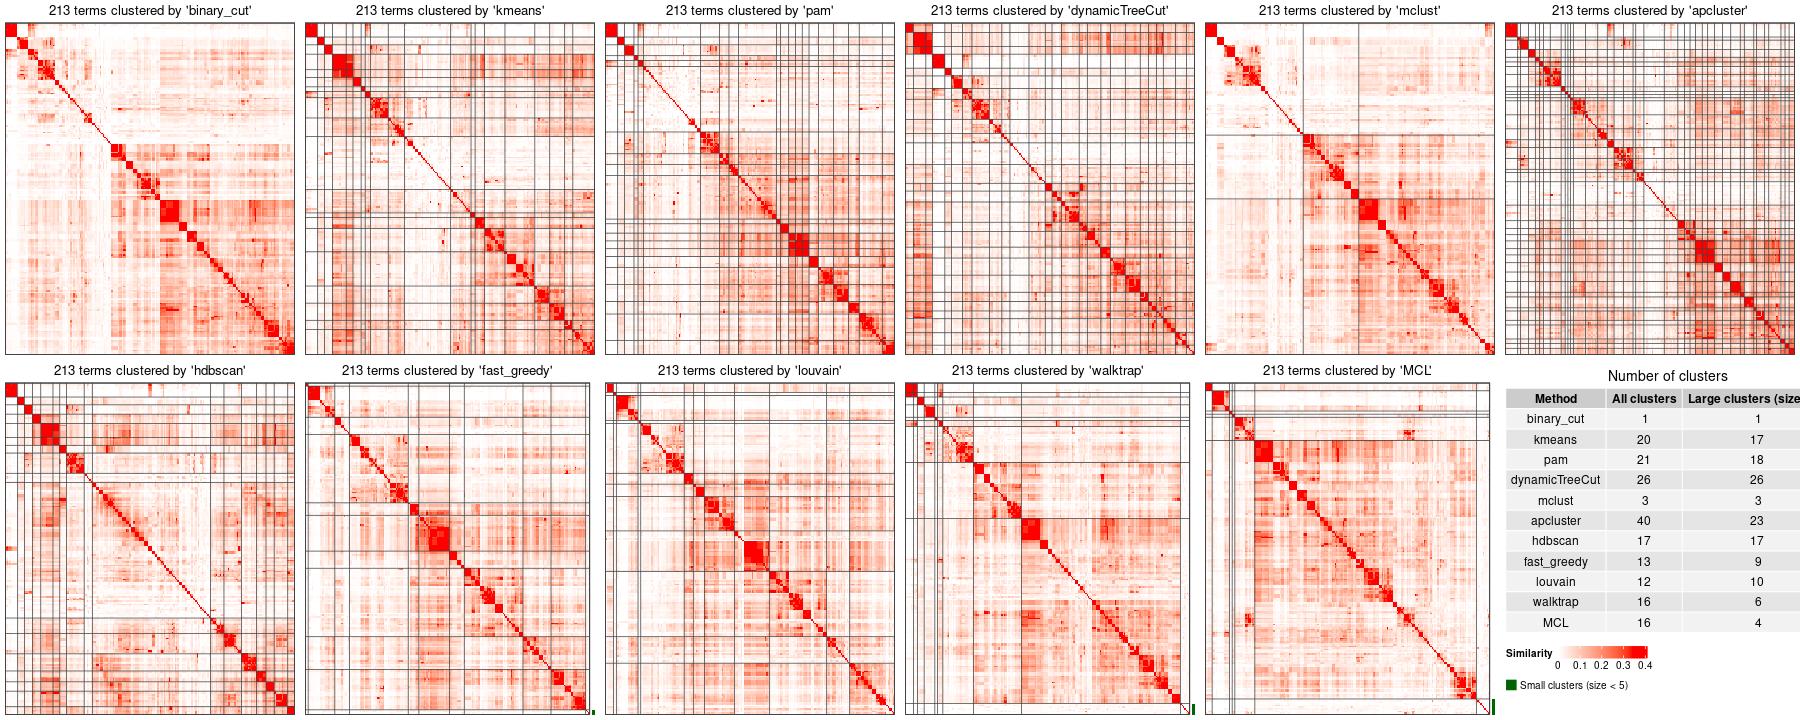 213 terms clustered by 'binary_cut'
213 terms clustered by 'kmeans'
213 terms clustered by 'pam'
213 terms clustered by 'dynamicTreeCut'
213 terms clustered by 'mclust'
213 terms clustered by 'apcluster'
213 terms clustered by 'hdbscan'
213 terms clustered by 'fast_greedy'
213 terms clustered by 'louvain'
213 terms clustered by 'walktrap'
213 terms clustered by 'MCL'
Number of clusters
Method All clusters Large clusters (size
binary_cut 1 1
kmeans 20 17
pam 21 18
dynamicTreeCut 26 26
mclust 3 3
apcluster 40 23
hdbscan 17 17
fast_greedy 13 9
louvain 12 10
walktrap 16 6
MCL 16 4
Similarity
0 0.1 0.2 0.3 0.4
Small clusters (size < 5)